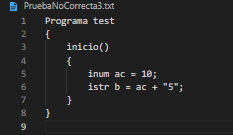 PruebaNoCorrecta3.txt
1 Programa test
2 {
3 inicio()
4 {
5 inum ac = 10;
6 istr b = ac + "5";
7 }
8 }
9